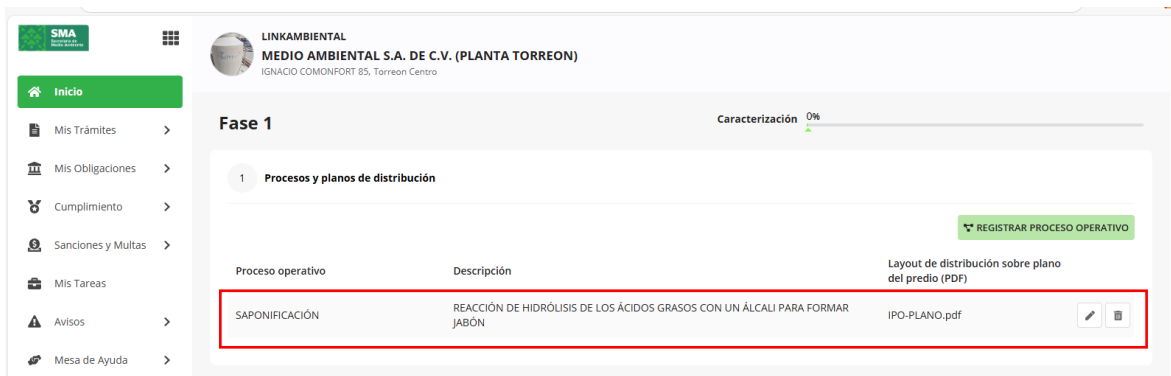 SMA
Secretaría de
Medio Ambiente
LINKAMBIENTAL
MEDIO AMBIENTAL S.A. DE C.V. (PLANTA TORREON)
IGNACIO COMONFORT 85, Torreon Centro
Inicio
Mis Trámites
Mis Obligaciones
Cumplimiento
Sanciones y Multas
Mis Tareas
Avisos
Mesa de Ayuda
Fase 1
Caracterización 0%
1 Procesos y planos de distribución
REGISTRAR PROCESO OPERATIVO
Proceso operativo
Descripción
Layout de distribución sobre plano
del predio (PDF)
SAPONIFICACIÓN
REACCIÓN DE HIDRÓLISIS DE LOS ÁCIDOS GRASOS CON UN ÁLCALI PARA FORMAR
JABÓN
IPO-PLANO.pdf